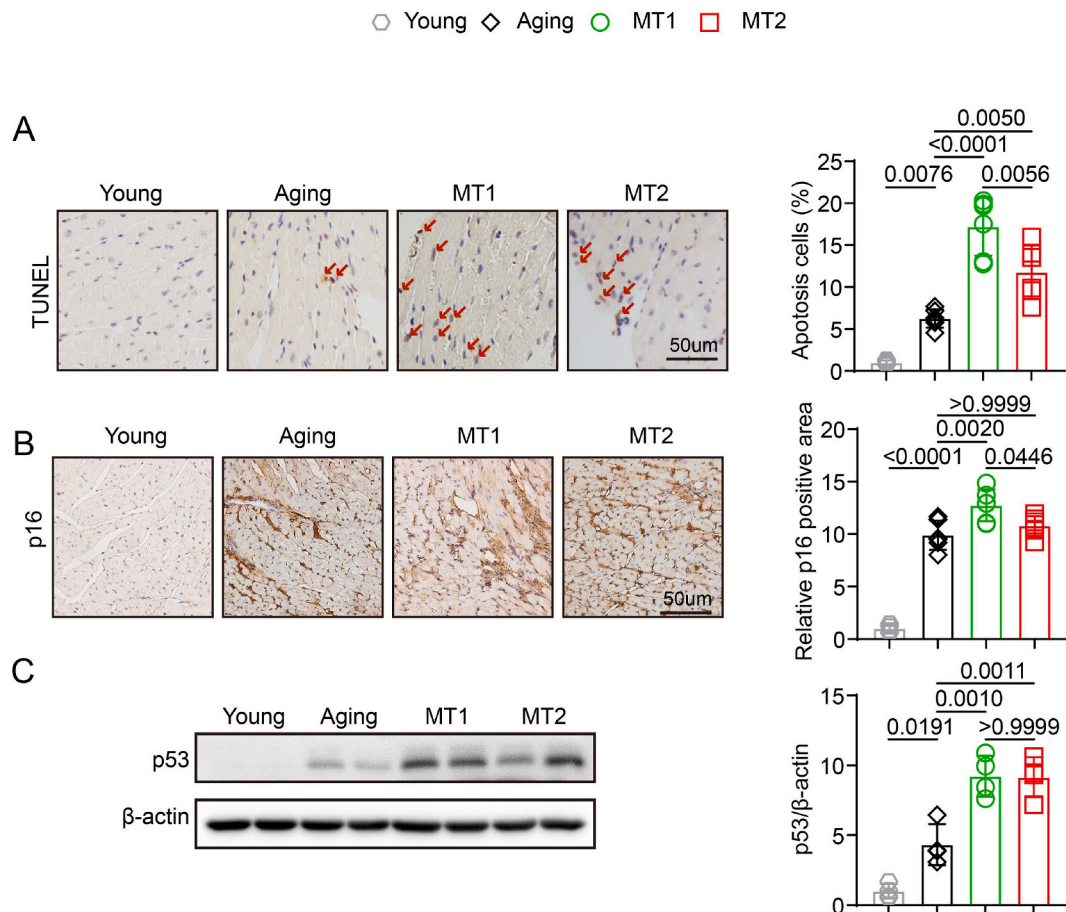 Young Aging MT1 MT2
A
Young Aging MT1 MT2
TUNEL
50um
0.0050
<0.0001
0.0076 0.0056
Apotosis cells (%)
25
20
15
10
5
0
B
Young Aging MT1 MT2
p16
50um
>0.9999
0.0020
<0.0001 0.0446
Relative p16 positive area
20
15
10
5
0
C
Young Aging MT1 MT2
p53
β-actin
0.0011
0.0010
0.0191 >0.9999
p53/β-actin
15
10
5
0